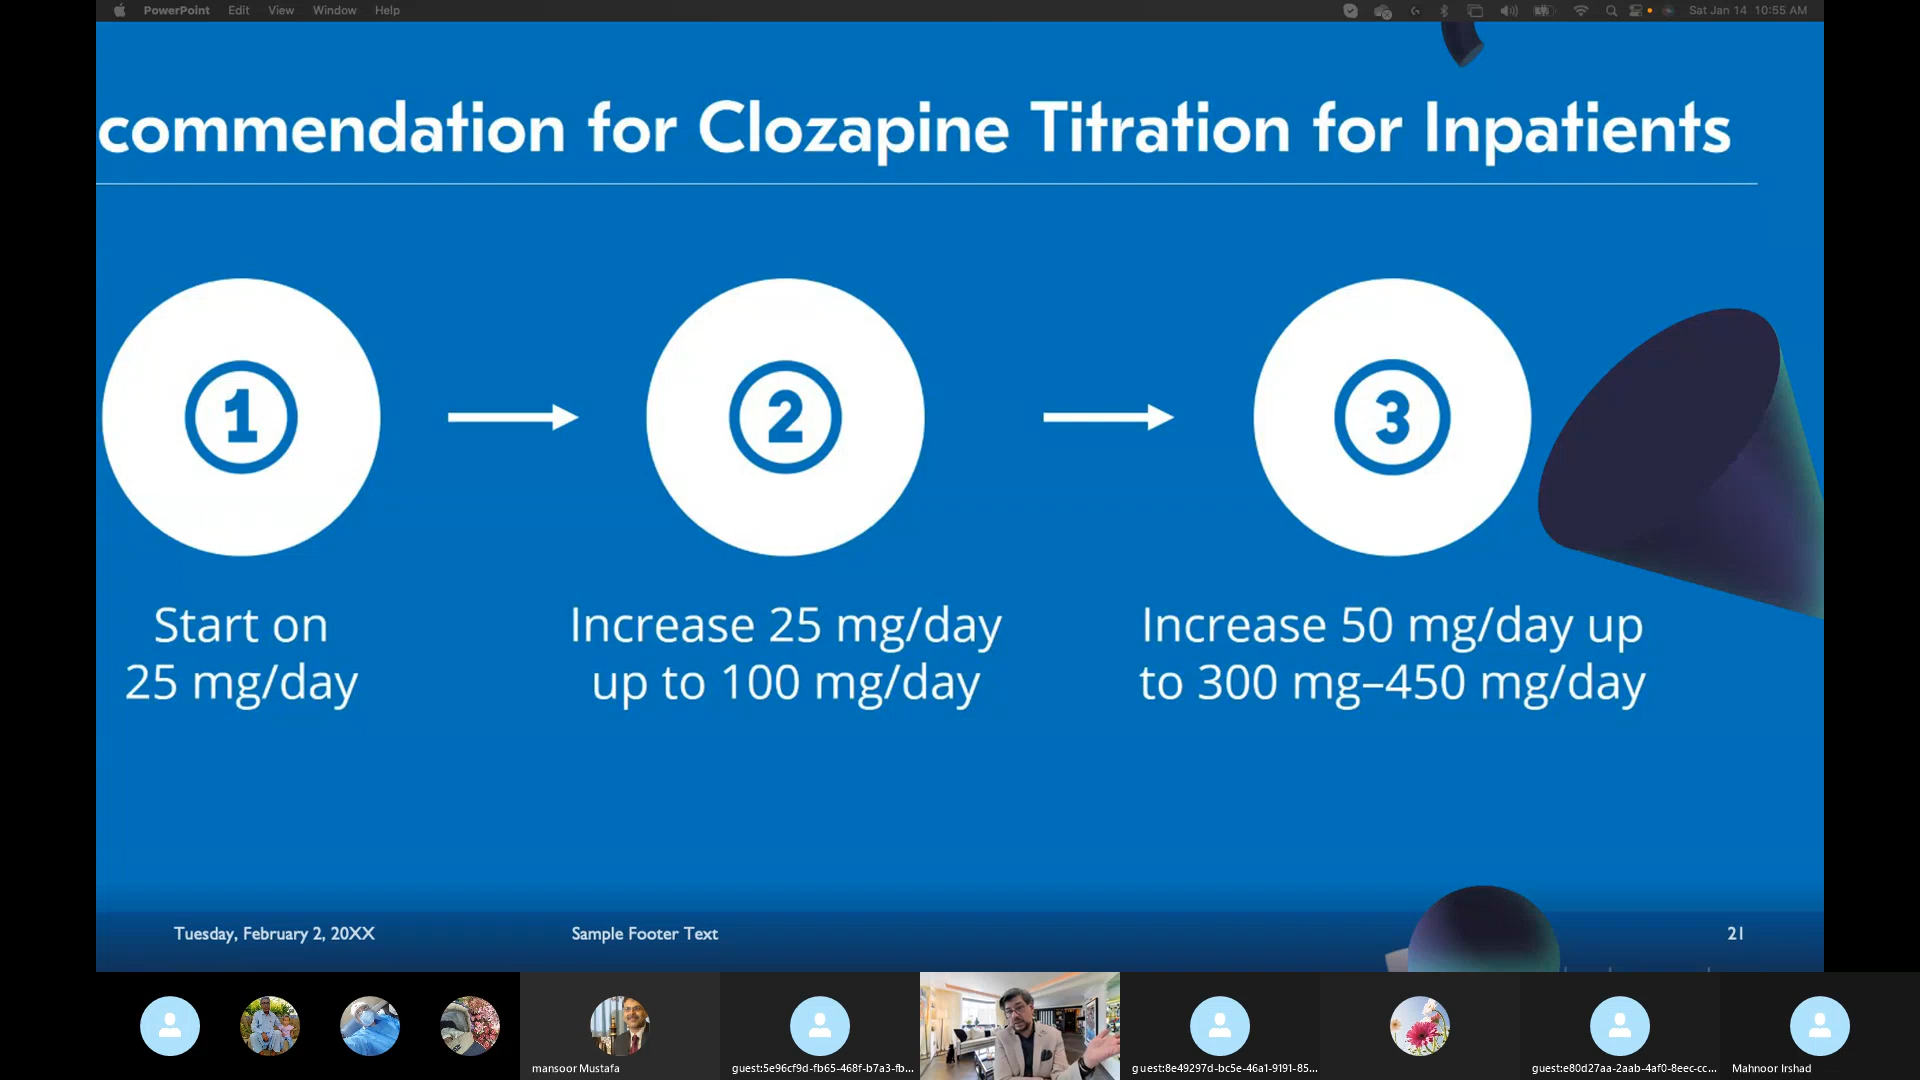 PowerPoint Edit View Window Help Sat Jan 14 10:55 AM
commendation for Clozapine Titration for Inpatients
1
2
3
Start on
25 mg/day
Increase 25 mg/day
up to 100 mg/day
Increase 50 mg/day up
to 300 mg–450 mg/day
Tuesday, February 2, 20XX
Sample Footer Text
21
mansoor Mustafa
guest:5e96cf9d-fb65-468f-b7a3-fb...
guest:8e49297d-bc5e-46a1-9191-85...
guest:e80d27aa-2aab-4af0-8eec-cc...
Mahnoor Irshad